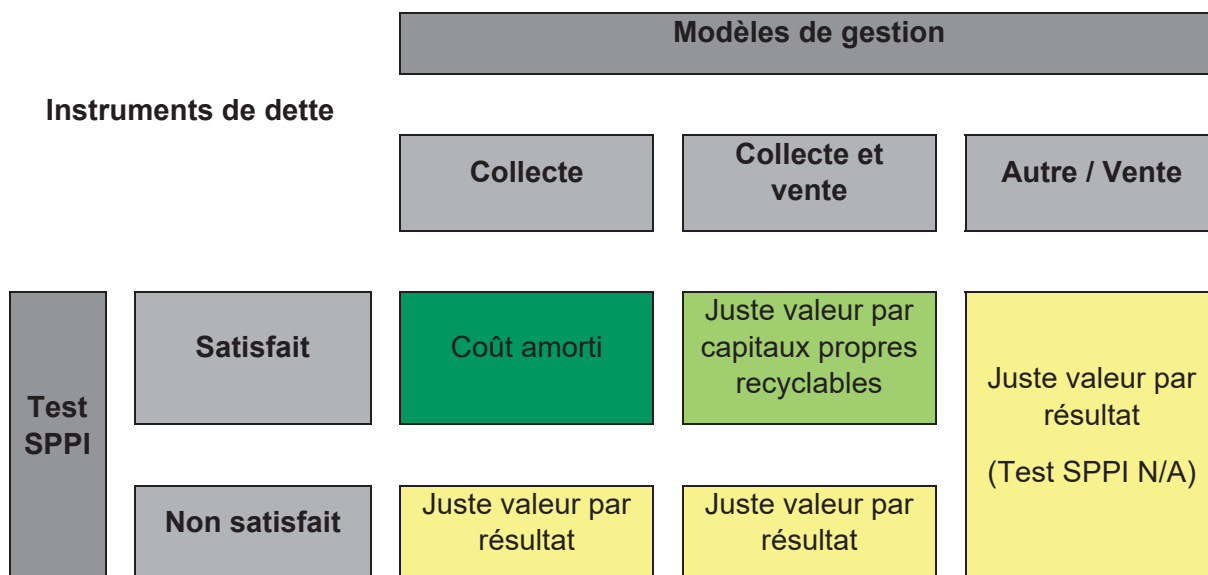 Modèles de gestion
Instruments de dette
Collecte
Collecte et
vente
Autre / Vente
Test
SPPI
Satisfait
Coût amorti
Juste valeur par
capitaux propres
recyclables
Juste valeur par
résultat
(Test SPPI N/A)
Non satisfait
Juste valeur par
résultat
Juste valeur par
résultat